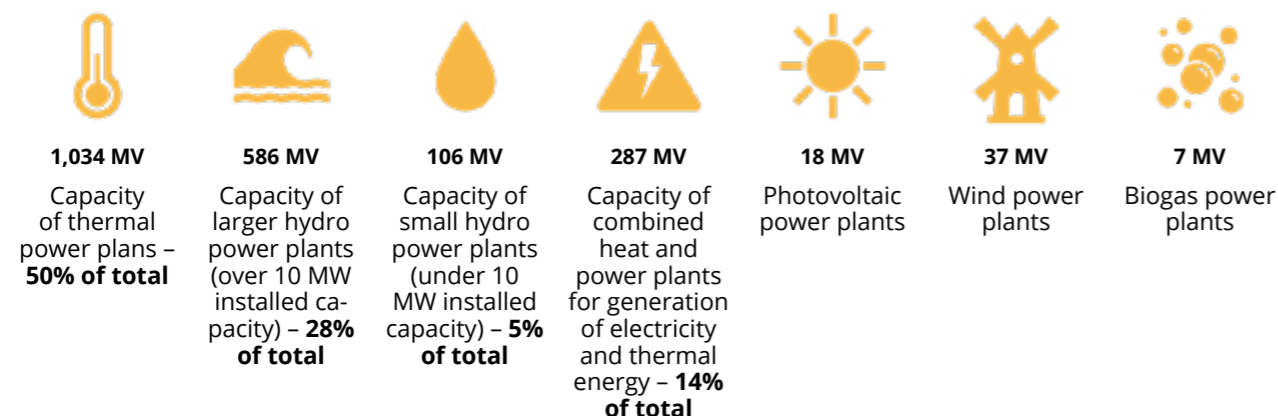 1,034 MV
Capacity
of thermal
power plans –
50% of total
586 MV
Capacity of
larger hydro
power plants
(over 10 MW
installed ca-
pacity) – 28%
of total
106 MV
Capacity of
small hydro
power plants
(under 10
MW installed
capacity) – 5%
of total
287 MV
Capacity of
combined
heat and
power plants
for generation
of electricity
and thermal
energy – 14%
of total
18 MV
Photovoltaic
power plants
37 MV
Wind power
plants
7 MV
Biogas power
plants